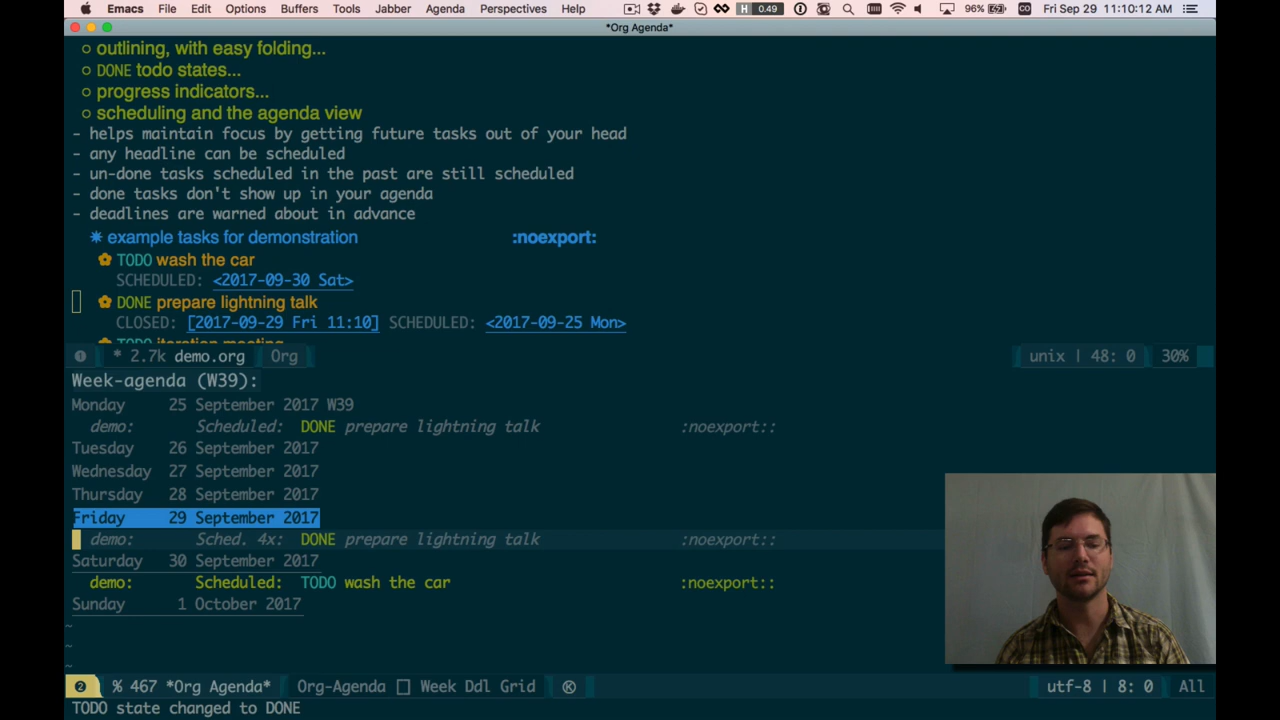 Emacs File Edit Options Buffers Tools Jabber Agenda Perspectives Help H 0.49 96% CO Fri Sep 29 11:10:12 AM
*Org Agenda*
outlining, with easy folding...
DONE todo states...
progress indicators...
scheduling and the agenda view
- helps maintain focus by getting future tasks out of your head
- any headline can be scheduled
- un-done tasks scheduled in the past are still scheduled
- done tasks don't show up in your agenda
- deadlines are warned about in advance
example tasks for demonstration :noexport:
TODO wash the car
SCHEDULED: <2017-09-30 Sat>
DONE prepare lightning talk
CLOSED: [2017-09-29 Fri 11:10] SCHEDULED: <2017-09-25 Mon>
TODO iteration meeting
❶ * 2.7k demo.org Org unix | 48: 0 30%
Week-agenda (W39):
Monday 25 September 2017 W39
demo: Scheduled: DONE prepare lightning talk :noexport::
Tuesday 26 September 2017
Wednesday 27 September 2017
Thursday 28 September 2017
Friday 29 September 2017
demo: Sched. 4x: DONE prepare lightning talk :noexport::
Saturday 30 September 2017
demo: Scheduled: TODO wash the car :noexport::
Sunday 1 October 2017
~
~
~
❷ % 467 *Org Agenda* Org-Agenda Week Ddl Grid Ⓚ utf-8 | 8: 0 All
TODO state changed to DONE